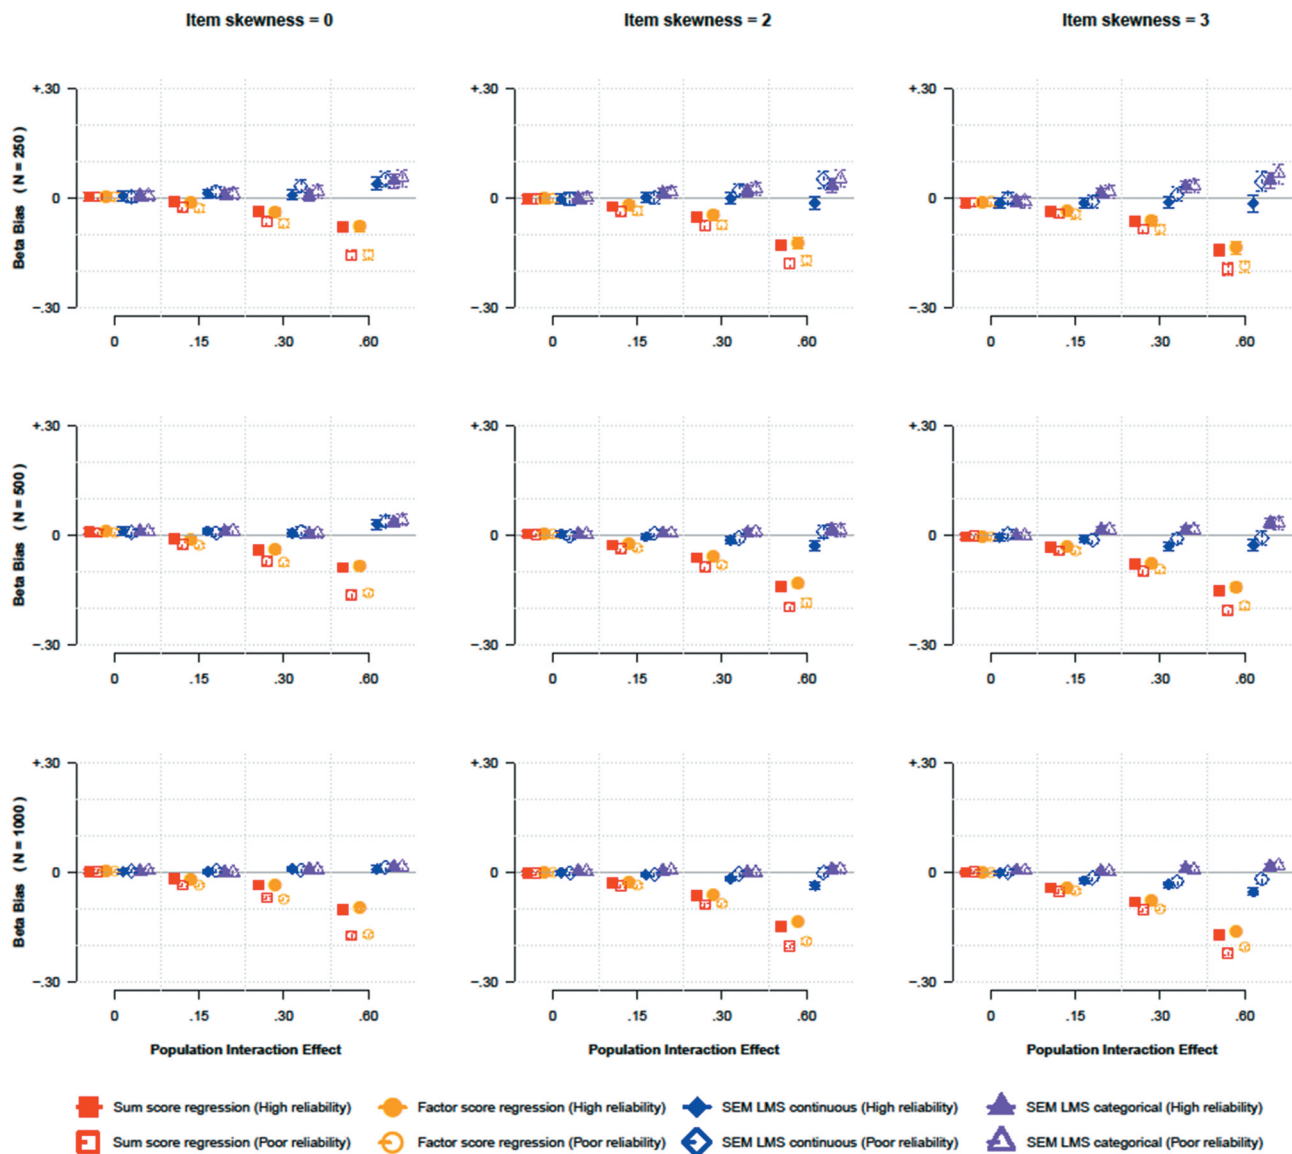 Item skewness = 0
Item skewness = 2
Item skewness = 3
Beta Bias ( N = 250 )
+.30
0
−.30
0 .15 .30 .60
+.30
0
−.30
0 .15 .30 .60
+.30
0
−.30
0 .15 .30 .60
Beta Bias ( N = 500 )
+.30
0
−.30
0 .15 .30 .60
+.30
0
−.30
0 .15 .30 .60
+.30
0
−.30
0 .15 .30 .60
Beta Bias ( N = 1000 )
+.30
0
−.30
0 .15 .30 .60
+.30
0
−.30
0 .15 .30 .60
+.30
0
−.30
0 .15 .30 .60
Population Interaction Effect
Population Interaction Effect
Population Interaction Effect
Sum score regression (High reliability)
Factor score regression (High reliability)
SEM LMS continuous (High reliability)
SEM LMS categorical (High reliability)
Sum score regression (Poor reliability)
Factor score regression (Poor reliability)
SEM LMS continuous (Poor reliability)
SEM LMS categorical (Poor reliability)